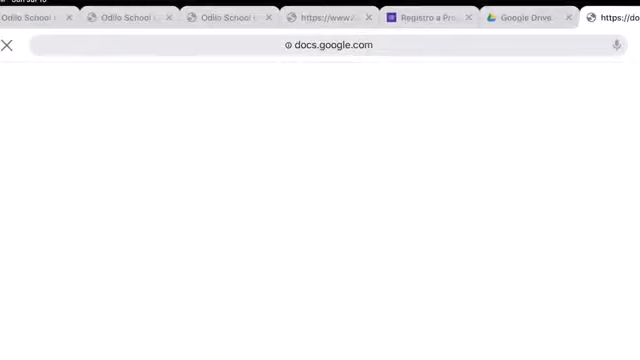 Odilo School
Odilo School
Odilo School
https://www.
Registro a Pro
Google Drive
https://do
docs.google.com